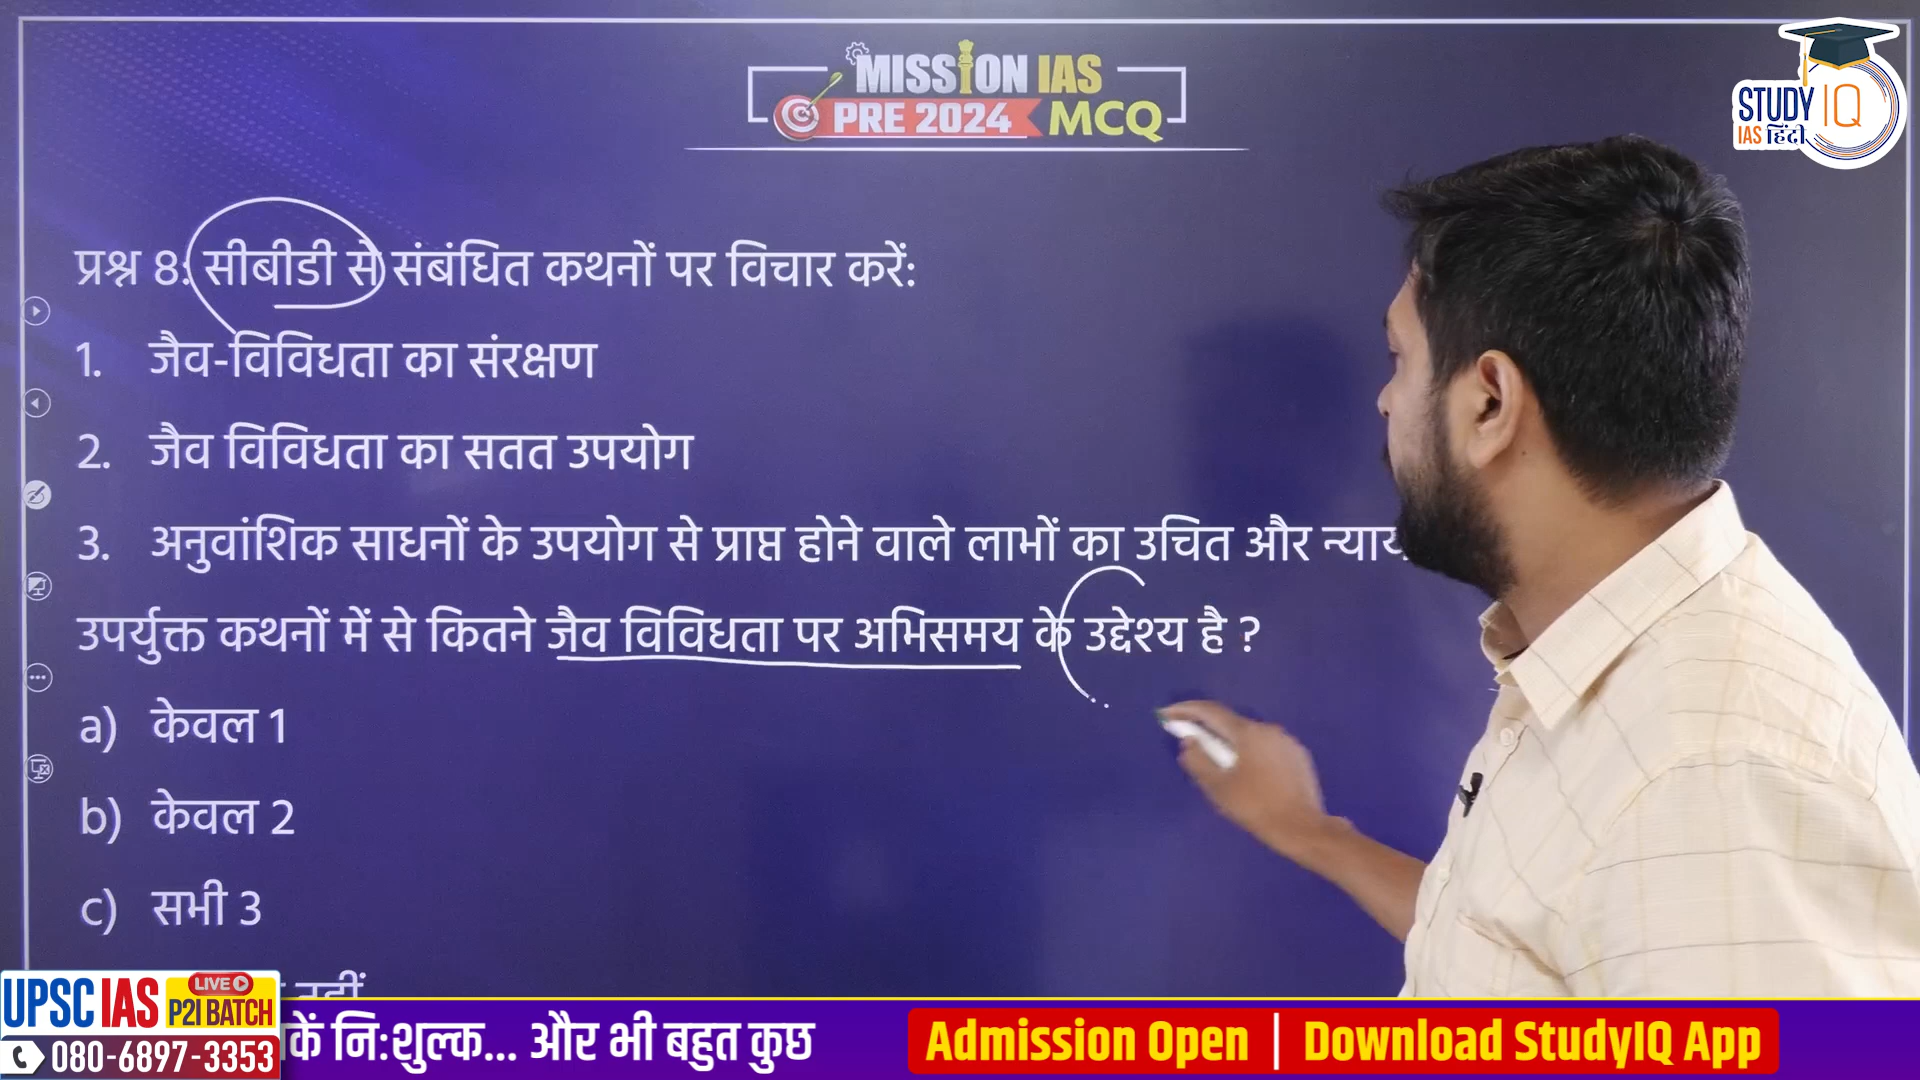 MISSION IAS
PRE 2024 MCQ
STUDY IQ
IAS हिंदी
प्रश्न 8: सीबीडी से संबंधित कथनों पर विचार करें:
1. जैव-विविधता का संरक्षण
2. जैव विविधता का सतत उपयोग
3. अनुवांशिक साधनों के उपयोग से प्राप्त होने वाले लाभों का उचित और
उपर्युक्त कथनों में से कितने जैव विविधता पर अभिसमय के उद्देश्य है ?
a) केवल 1
b) केवल 2
c) सभी 3
UPSC IAS LIVE P2I BATCH
080-6897-3353
नि:शुल्क... और भी बहुत कुछ
Admission Open | Download StudyIQ App